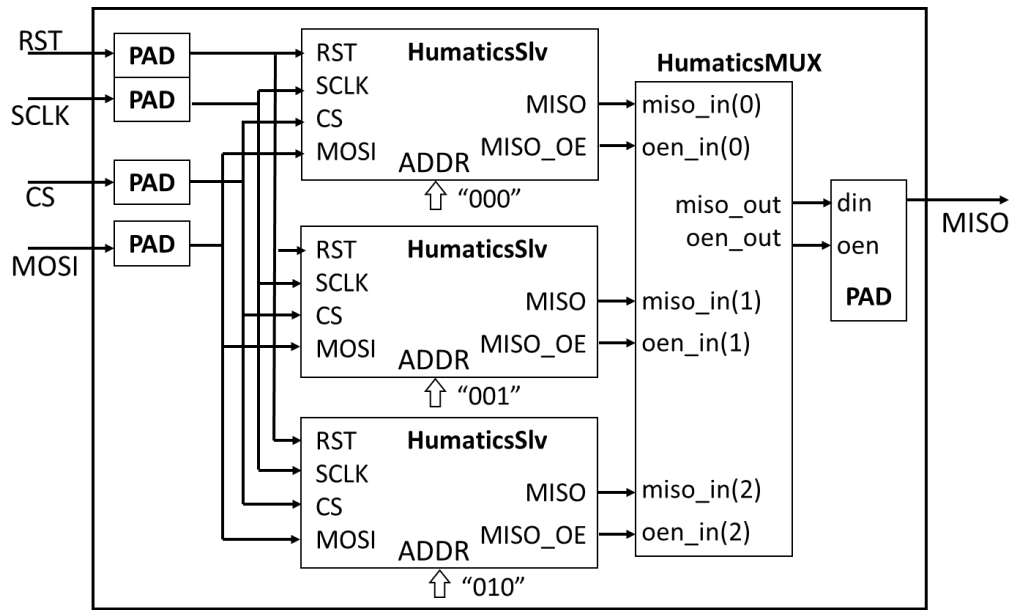 RST
PAD
SCLK
PAD
CS
PAD
MOSI
PAD
HumaticsSlv
RST
SCLK
CS
MOSI
MISO
MISO_OE
ADDR
“000”
HumaticsSlv
RST
SCLK
CS
MOSI
MISO
MISO_OE
ADDR
“001”
HumaticsSlv
RST
SCLK
CS
MOSI
MISO
MISO_OE
ADDR
“010”
HumaticsMUX
miso_in(0)
oen_in(0)
miso_out
oen_out
miso_in(1)
oen_in(1)
miso_in(2)
oen_in(2)
din
oen
PAD
MISO